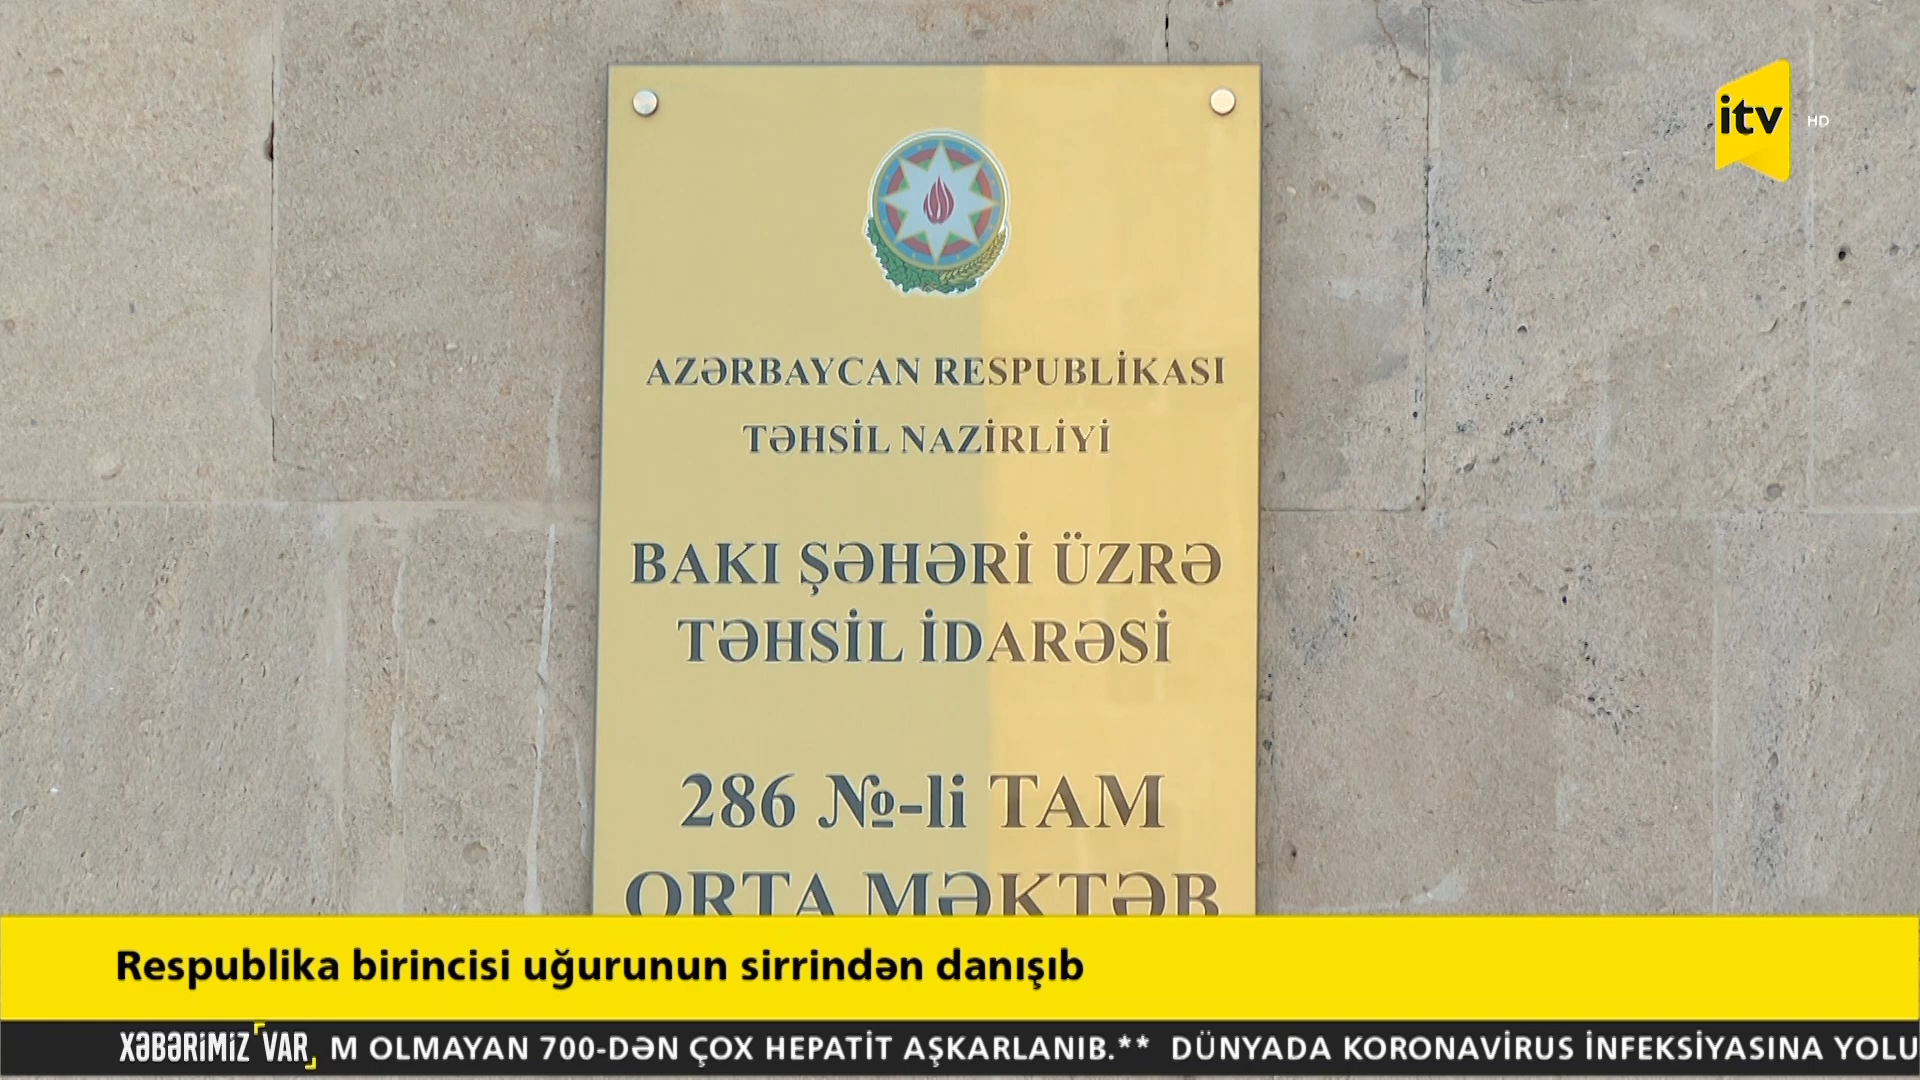 itv HD
AZƏRBAYCAN RESPUBLİKASI
TƏHSİL NAZİRLİYİ
BAKI ŞƏHƏRİ ÜZRƏ
TƏHSİL İDARƏSİ
286 №-li TAM
ORTA MƏKTƏB
Respublika birincisi uğurunun sirrindən danışıb
XƏBƏRİMİZ VAR M OLMAYAN 700-DƏN ÇOX HEPATİT AŞKARLANIB.** DÜNYADA KORONAVİRUS İNFEKSİYASINA YOLU